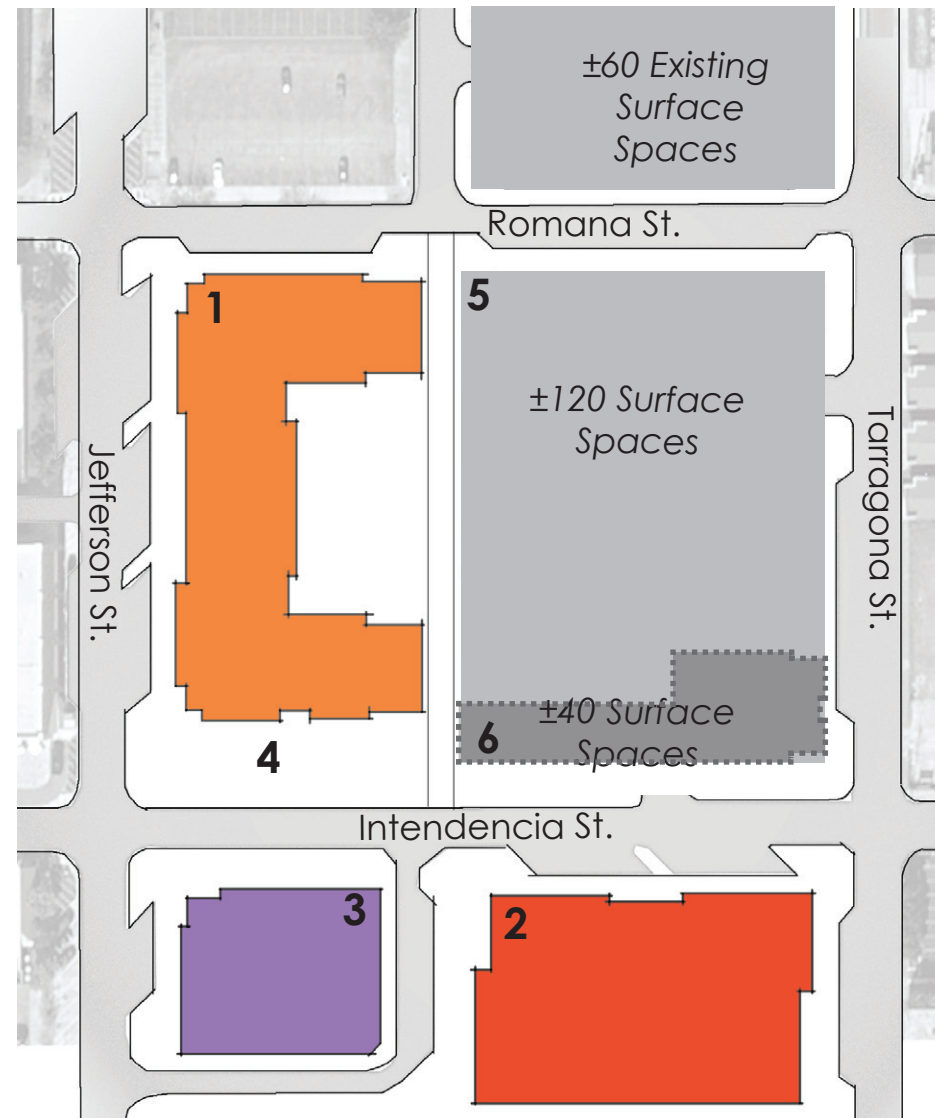 ±60 Existing
Surface
Spaces
Romana St.
1
5
±120 Surface
Spaces
Jefferson St.
Tarragona St.
±40 Surface
Spaces
6
4
Intendencia St.
3
2